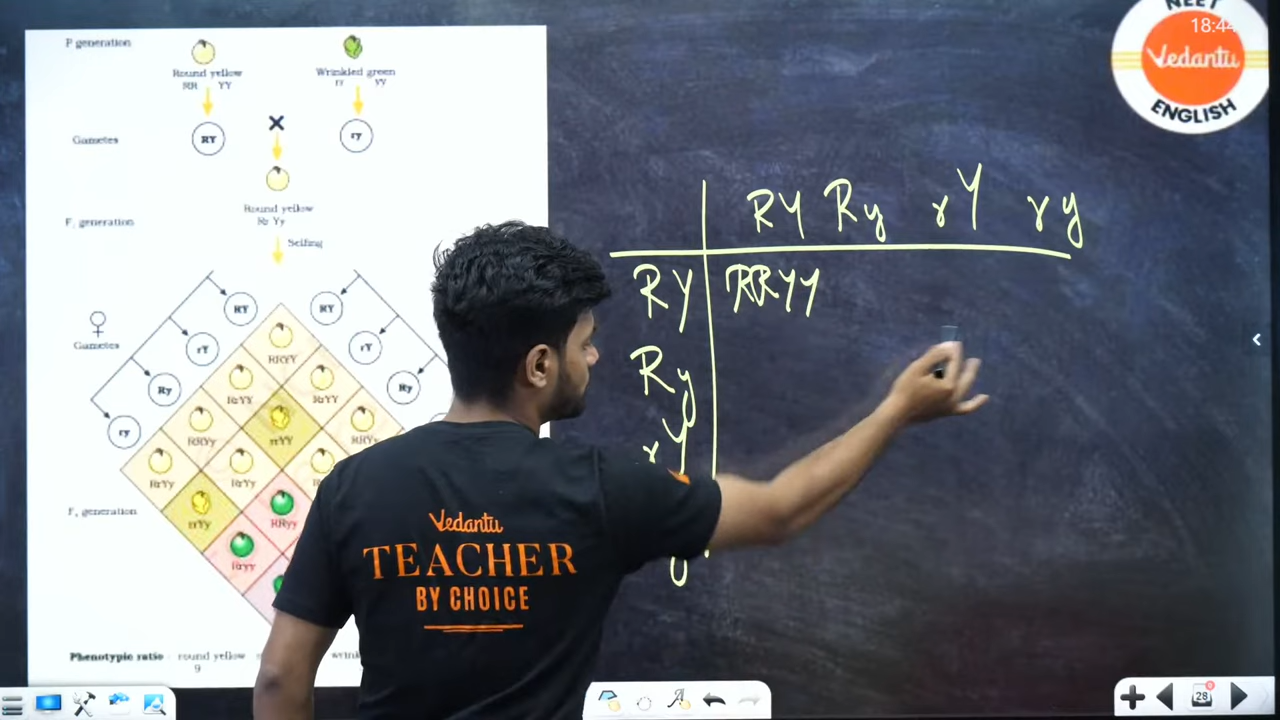 NEET
18:44
Vedantu
ENGLISH
P generation
Round yellow
RR YY
Wrinkled green
rr yy
Gametes
RY
ry
F₁ generation
Round yellow
Rr Yy
Selfing
RY
RY
Gametes
rY
rY
Ry
Ry
ry
RRYY
RrYY
RrYY
RRYy
rrYY
RRYy
RrYy
RrYy
rrYy
RRyy
Rryy
F₂ generation
Phenotypic ratio : round yellow
wrink
9
RY Ry rY ry
RY RRYY
Ry
rY
Vedantu
TEACHER
BY CHOICE
28